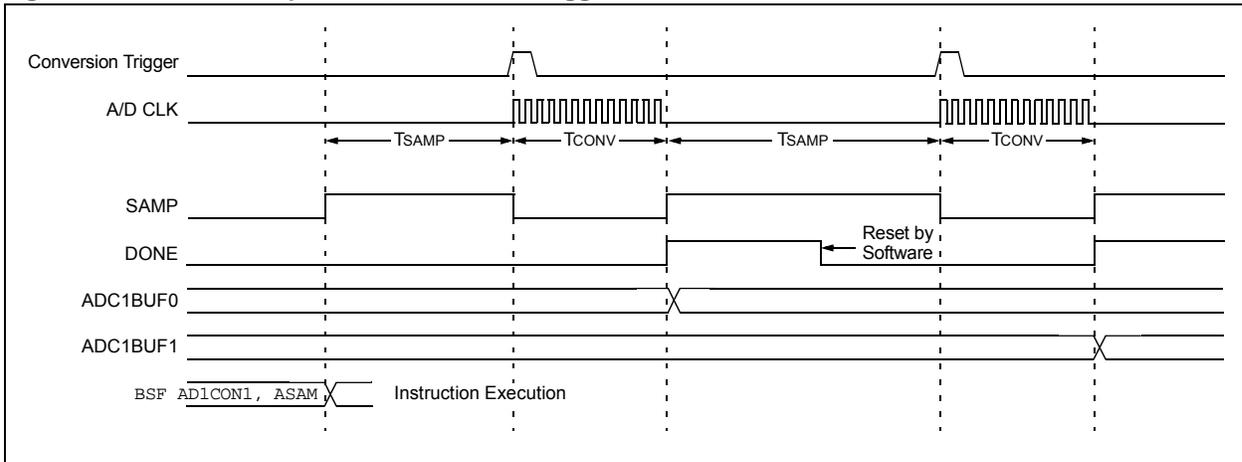 Conversion Trigger
A/D CLK
TSAMP TCONV TSAMP TCONV
SAMP
DONE
Reset by
Software
ADC1BUF0
ADC1BUF1
BSF AD1CON1, ASAM Instruction Execution